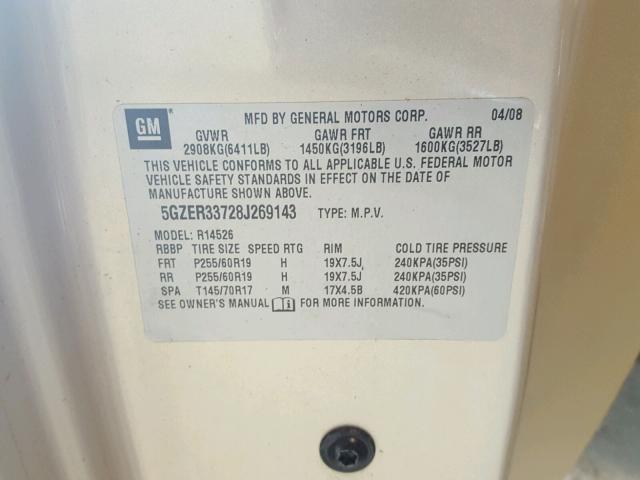 GM MFD BY GENERAL MOTORS CORP. 04/08
GVWR GAWR FRT GAWR RR
2908KG(6411LB) 1450KG(3196LB) 1600KG(3527LB)
THIS VEHICLE CONFORMS TO ALL APPLICABLE U.S. FEDERAL MOTOR
VEHICLE SAFETY STANDARDS IN EFFECT ON THE DATE OF
MANUFACTURE SHOWN ABOVE.
5GZER33728J269143 TYPE: M.P.V.
MODEL: R14526
RBBP TIRE SIZE SPEED RTG RIM COLD TIRE PRESSURE
FRT P255/60R19 H 19X7.5J 240KPA(35PSI)
RR P255/60R19 H 19X7.5J 240KPA(35PSI)
SPA T145/70R17 M 17X4.5B 420KPA(60PSI)
SEE OWNER'S MANUAL FOR MORE INFORMATION.